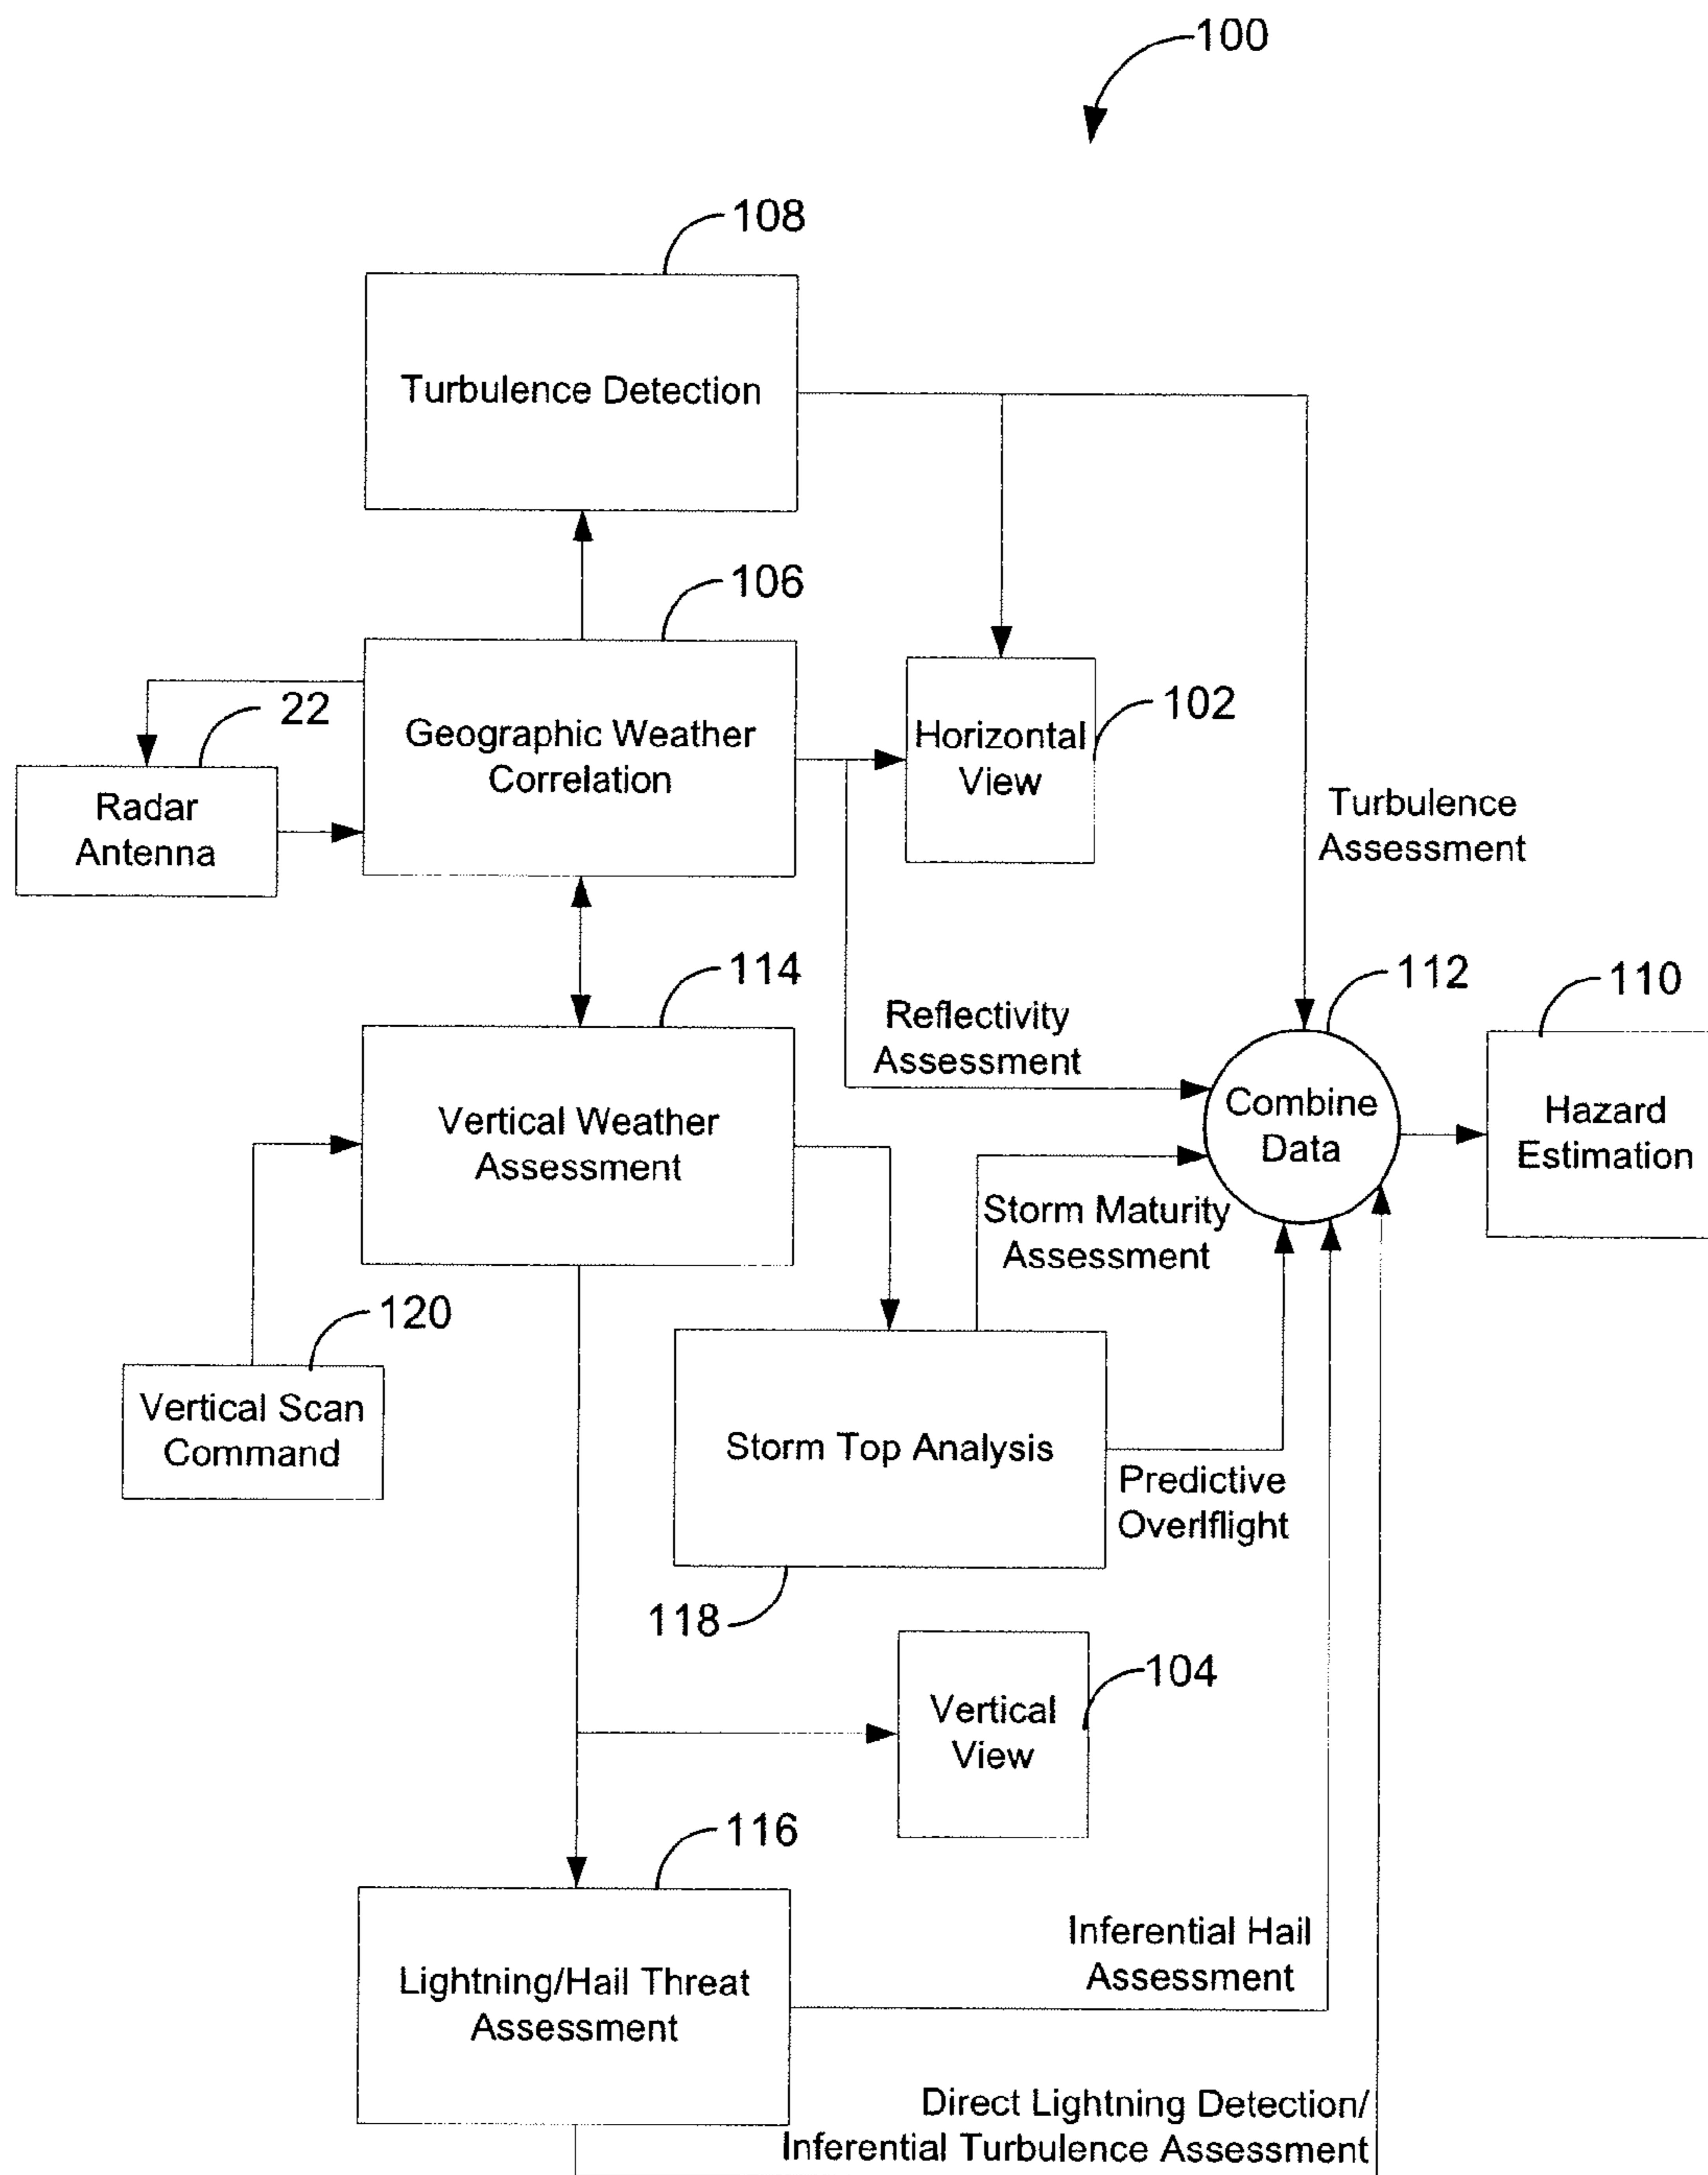 100
108
Turbulence Detection
106
22
Geographic Weather
Correlation
Radar
Antenna
Horizontal
View
102
Turbulence
Assessment
114
112
110
Reflectivity
Assessment
Vertical Weather
Assessment
Combine
Data
Hazard
Estimation
Storm Maturity
Assessment
120
Vertical Scan
Command
Storm Top Analysis
Predictive
Overlflight
118
104
Vertical
View
116
Inferential Hail
Assessment
Lightning/Hail Threat
Assessment
Direct Lightning Detection/
Inferential Turbulence Assessment